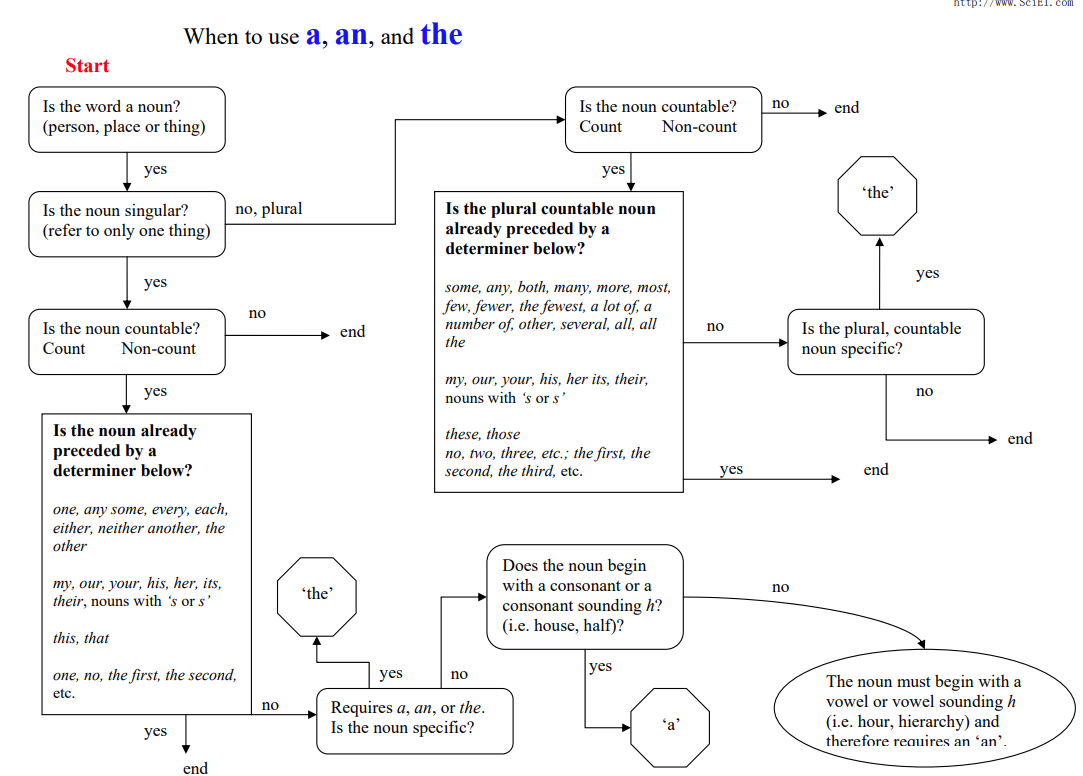 http://www.SciEI.com
When to use a, an, and the
Start
Is the word a noun?
(person, place or thing)
yes
Is the noun singular?
(refer to only one thing)
no, plural
yes
Is the noun countable?
Count Non-count
no
end
yes
Is the noun already
preceded by a
determiner below?
one, any some, every, each,
either, neither another, the
other
my, our, your, his, her, its,
their, nouns with ‘s or s’
this, that
one, no, the first, the second,
etc.
yes
end
no
Requires a, an, or the.
Is the noun specific?
yes
‘the’
no
Does the noun begin
with a consonant or a
consonant sounding h?
(i.e. house, half)?
yes
‘a’
no
The noun must begin with a
vowel or vowel sounding h
(i.e. hour, hierarchy) and
therefore requires an ‘an’.
Is the noun countable?
Count Non-count
no
end
yes
Is the plural countable noun
already preceded by a
determiner below?
some, any, both, many, more, most,
few, fewer, the fewest, a lot of, a
number of, other, several, all, all
the
my, our, your, his, her its, their,
nouns with ‘s or s’
these, those
no, two, three, etc.; the first, the
second, the third, etc.
yes
end
no
Is the plural, countable
noun specific?
yes
‘the’
no
end